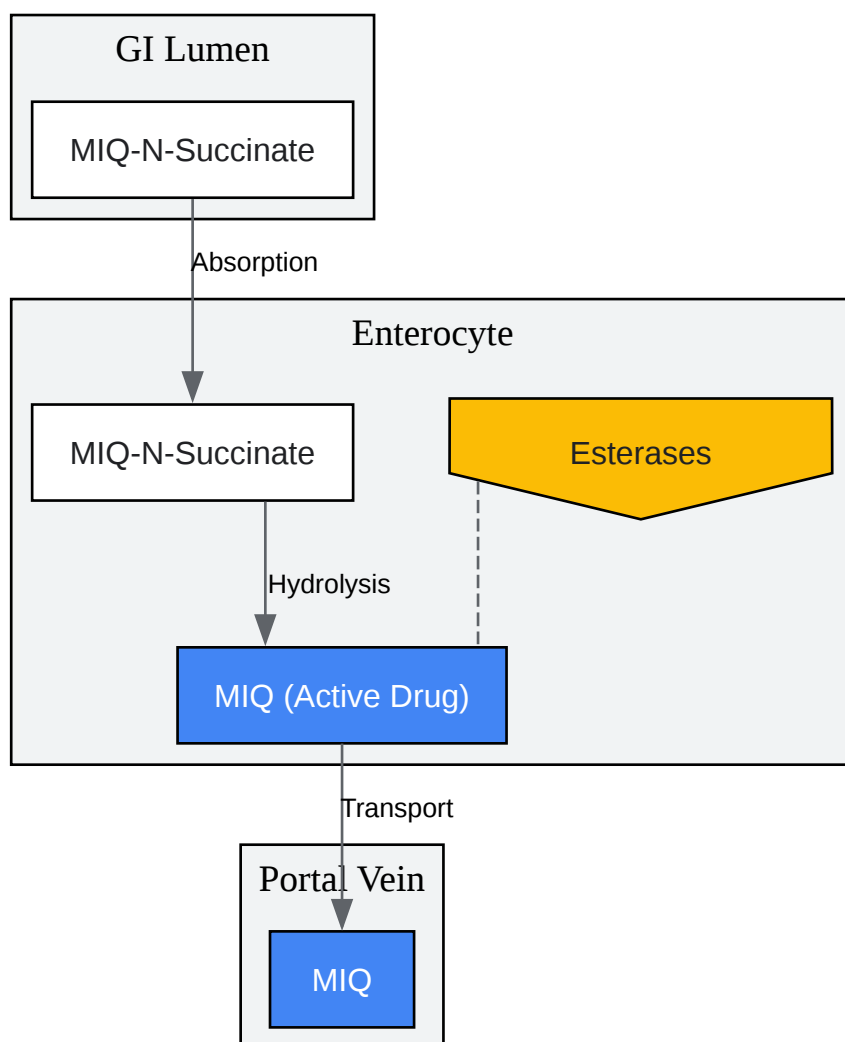 GI Lumen
MIQ-N-Succinate
Absorption
Enterocyte
MIQ-N-Succinate
Esterases
Hydrolysis
MIQ (Active Drug)
Transport
Portal Vein
MIQ